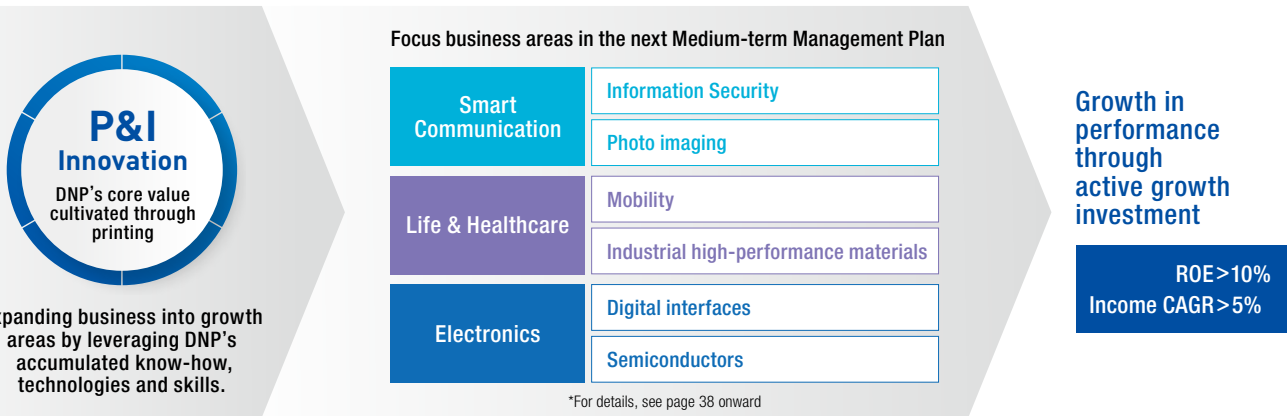 P&I
Innovation
DNP's core value
cultivated through
printing
xpanding business into growth
areas by leveraging DNP's
accumulated know-how,
technologies and skills.
Focus business areas in the next Medium-term Management Plan
Smart
Communication
Information Security
Photo imaging
Life & Healthcare
Mobility
Industrial high-performance materials
Electronics
Digital interfaces
Semiconductors
*For details, see page 38 onward
Growth in
performance
through
active growth
investment
ROE>10%
Income CAGR>5%